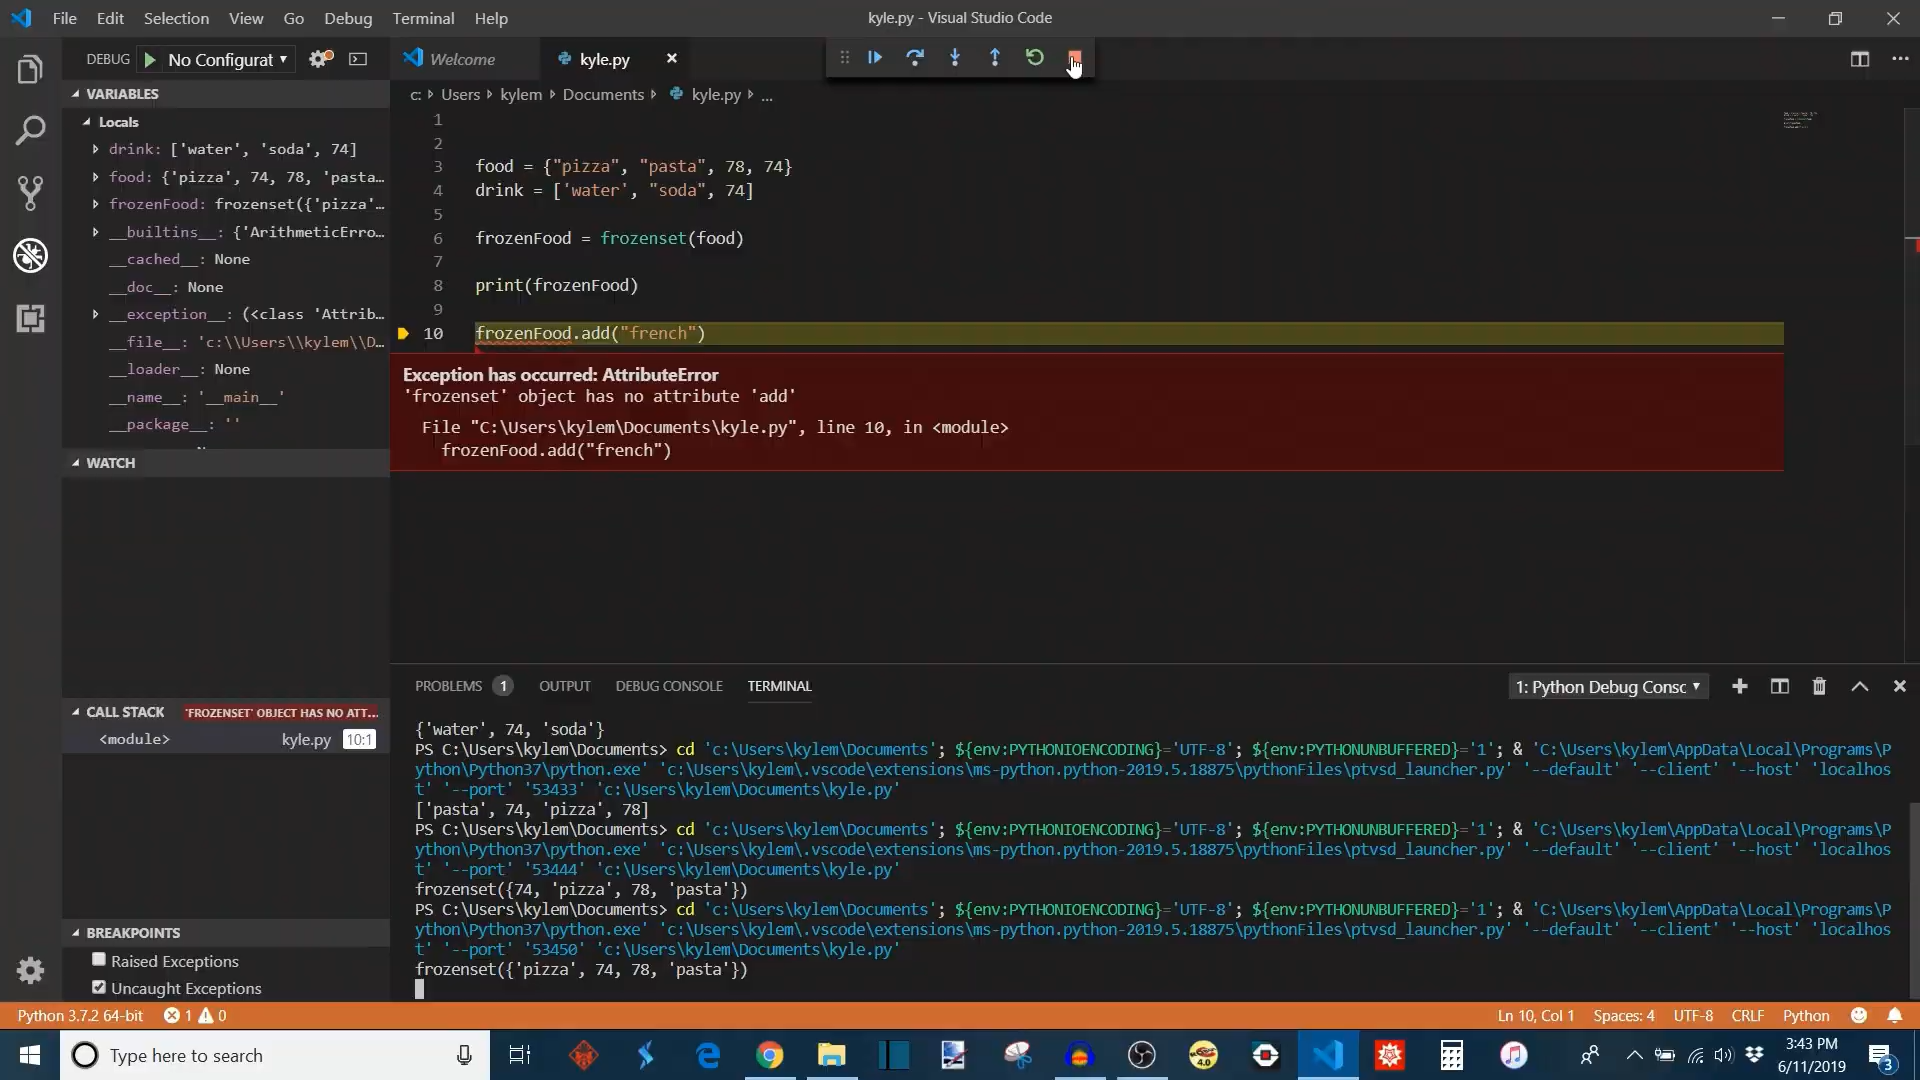 File Edit Selection View Go Debug Terminal Help
kyle.py - Visual Studio Code
DEBUG No Configurat
Welcome
kyle.py
VARIABLES
Locals
drink: ['water', 'soda', 74]
food: {'pizza', 74, 78, 'pasta...
frozenFood: frozenset({'pizza'...
__builtins__: {'ArithmeticErro...
__cached__: None
__doc__: None
__exception__: (<class 'Attrib...
__file__: 'c:\\Users\\kylem\\D...
__loader__: None
__name__: '__main__'
__package__: ''
WATCH
CALL STACK 'FROZENSET' OBJECT HAS NO ATT...
<module> kyle.py 10:1
BREAKPOINTS
Raised Exceptions
Uncaught Exceptions
c: Users kylem Documents kyle.py ...
1
2
3 food = {"pizza", "pasta", 78, 74}
4 drink = ['water', "soda", 74]
5
6 frozenFood = frozenset(food)
7
8 print(frozenFood)
9
10 frozenFood.add("french")
Exception has occurred: AttributeError
'frozenset' object has no attribute 'add'
File "C:\Users\kylem\Documents\kyle.py", line 10, in <module>
frozenFood.add("french")
PROBLEMS 1 OUTPUT DEBUG CONSOLE TERMINAL
1: Python Debug Consc
{'water', 74, 'soda'}
PS C:\Users\kylem\Documents> cd 'c:\Users\kylem\Documents'; ${env:PYTHONIOENCODING}='UTF-8'; ${env:PYTHONUNBUFFERED}='1'; & 'C:\Users\kylem\AppData\Local\Programs\P
ython\Python37\python.exe' 'c:\Users\kylem\.vscode\extensions\ms-python.python-2019.5.18875\pythonFiles\ptvsd_launcher.py' '--default' '--client' '--host' 'localhos
t' '--port' '53433' 'c:\Users\kylem\Documents\kyle.py'
['pasta', 74, 'pizza', 78]
PS C:\Users\kylem\Documents> cd 'c:\Users\kylem\Documents'; ${env:PYTHONIOENCODING}='UTF-8'; ${env:PYTHONUNBUFFERED}='1'; & 'C:\Users\kylem\AppData\Local\Programs\P
ython\Python37\python.exe' 'c:\Users\kylem\.vscode\extensions\ms-python.python-2019.5.18875\pythonFiles\ptvsd_launcher.py' '--default' '--client' '--host' 'localhos
t' '--port' '53444' 'c:\Users\kylem\Documents\kyle.py'
frozenset({74, 'pizza', 78, 'pasta'})
PS C:\Users\kylem\Documents> cd 'c:\Users\kylem\Documents'; ${env:PYTHONIOENCODING}='UTF-8'; ${env:PYTHONUNBUFFERED}='1'; & 'C:\Users\kylem\AppData\Local\Programs\P
ython\Python37\python.exe' 'c:\Users\kylem\.vscode\extensions\ms-python.python-2019.5.18875\pythonFiles\ptvsd_launcher.py' '--default' '--client' '--host' 'localhos
t' '--port' '53450' 'c:\Users\kylem\Documents\kyle.py'
frozenset({'pizza', 74, 78, 'pasta'})
Python 3.7.2 64-bit 1 0
Ln 10, Col 1 Spaces: 4 UTF-8 CRLF Python
Type here to search
4.0
3:43 PM
6/11/2019
3